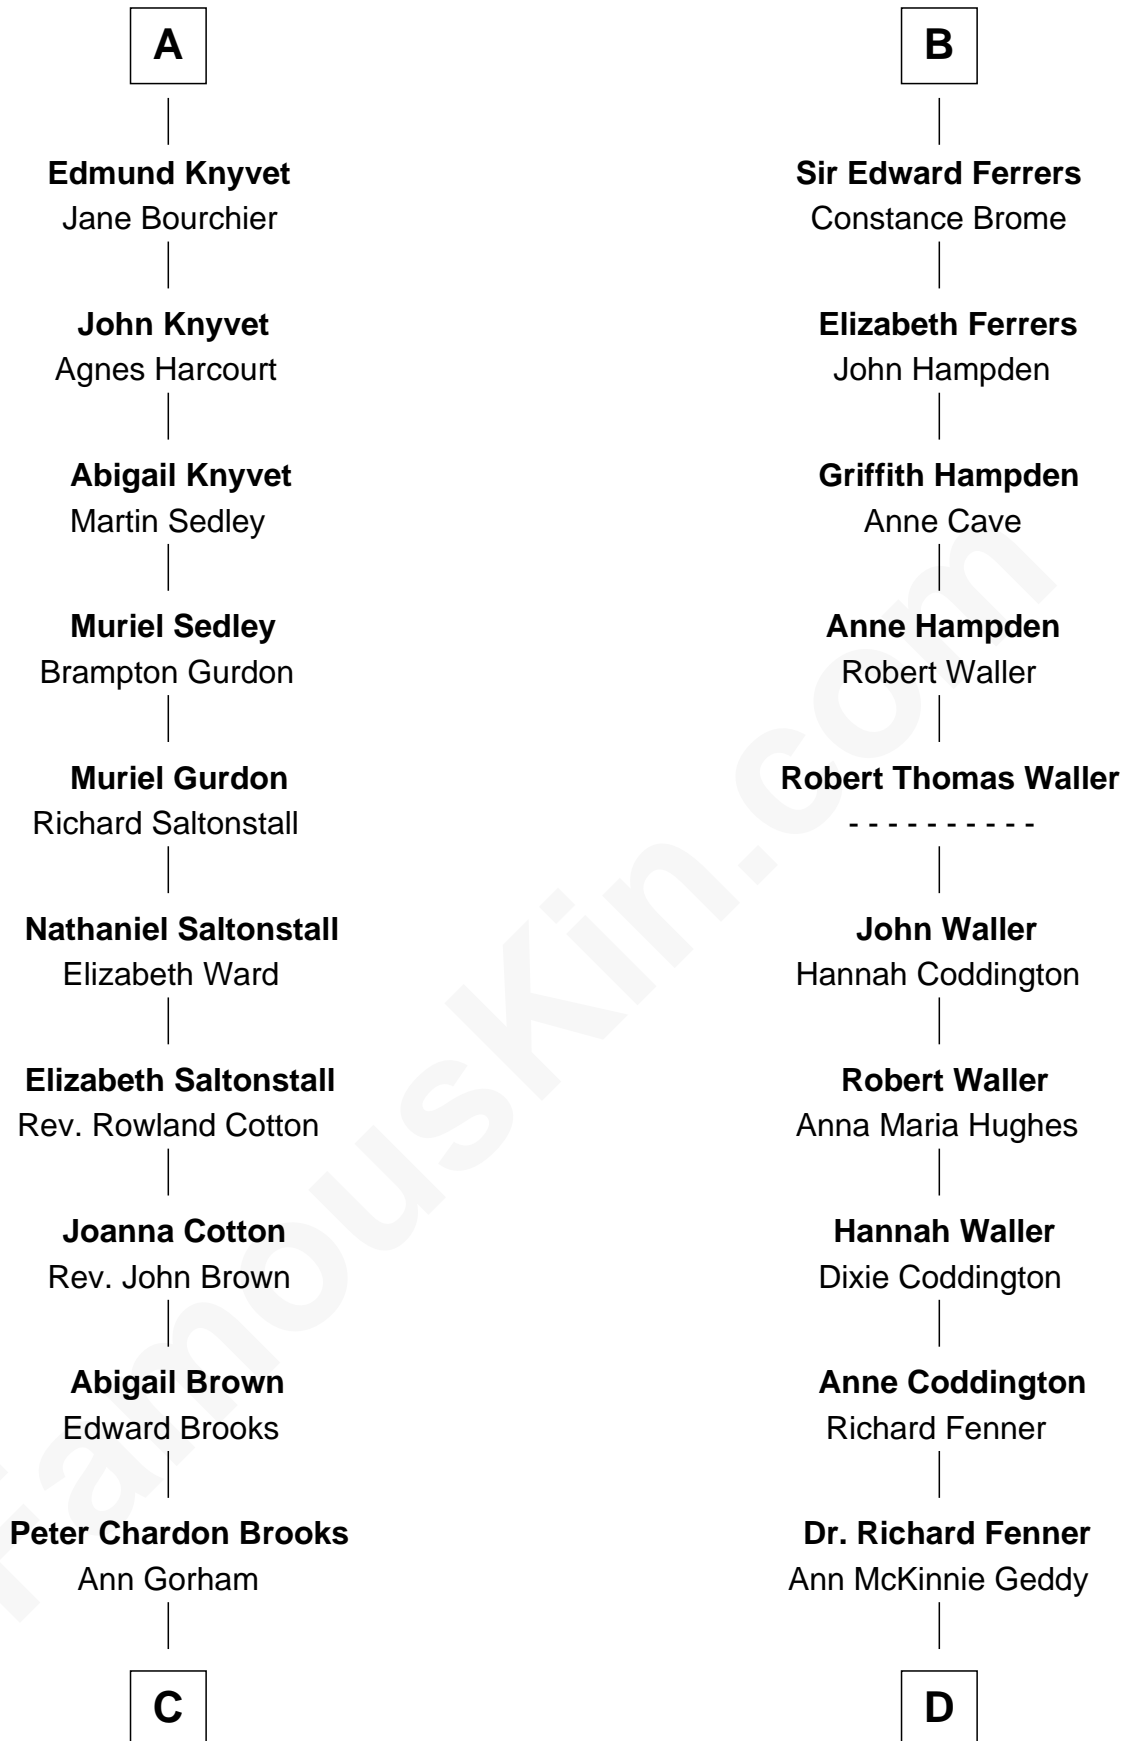 A
Edmund Knyvet
Jane Bourchier
John Knyvet
Agnes Harcourt
Abigail Knyvet
Martin Sedley
Muriel Sedley
Brampton Gurdon
Muriel Gurdon
Richard Saltonstall
Nathaniel Saltonstall
Elizabeth Ward
Elizabeth Saltonstall
Rev. Rowland Cotton
Joanna Cotton
Rev. John Brown
Abigail Brown
Edward Brooks
Peter Chardon Brooks
Ann Gorham
C
B
Sir Edward Ferrers
Constance Brome
Elizabeth Ferrers
John Hampden
Griffith Hampden
Anne Cave
Anne Hampden
Robert Waller
Robert Thomas Waller
- - - - - - - - - -
John Waller
Hannah Coddington
Robert Waller
Anna Maria Hughes
Hannah Waller
Dixie Coddington
Anne Coddington
Richard Fenner
Dr. Richard Fenner
Ann McKinnie Geddy
D
FamousKin.com